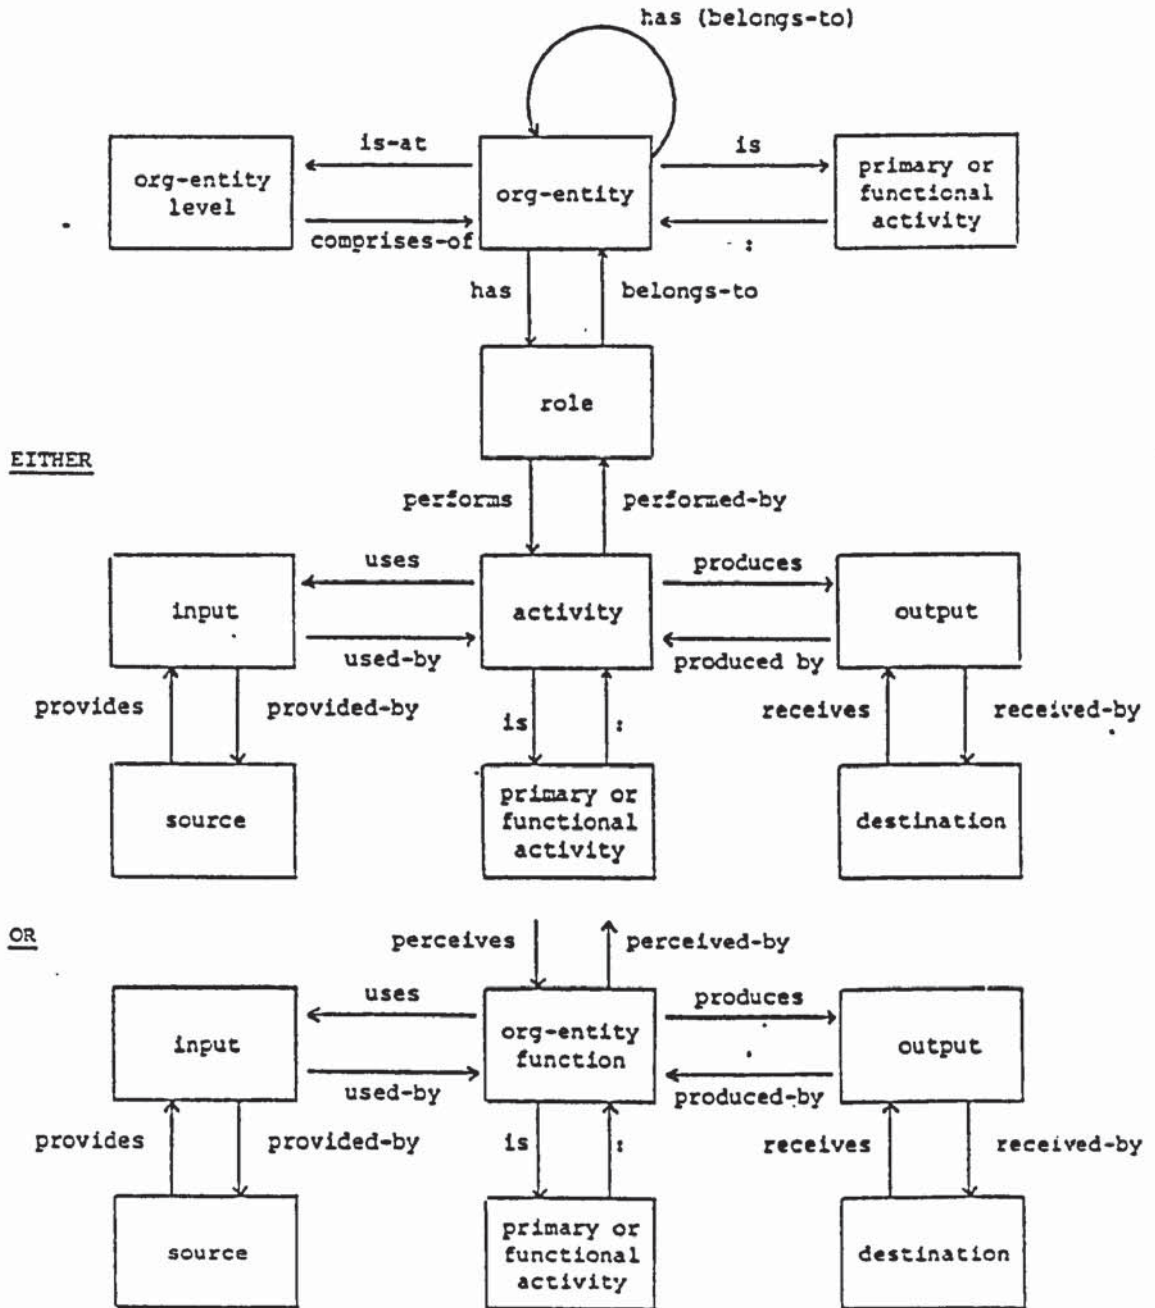 has (belongs-to)
is-at
is
org-entity
level
org-entity
primary or
functional
activity
comprises-of
:
has
belongs-to
role
EITHER
performs
performed-by
uses
produces
input
activity
output
used-by
produced by
provides
provided-by
is
:
receives
received-by
source
primary or
functional
activity
destination
OR
perceives
perceived-by
uses
produces
input
org-entity
function
output
used-by
produced-by
provides
provided-by
is
:
receives
received-by
source
primary or
functional
activity
destination